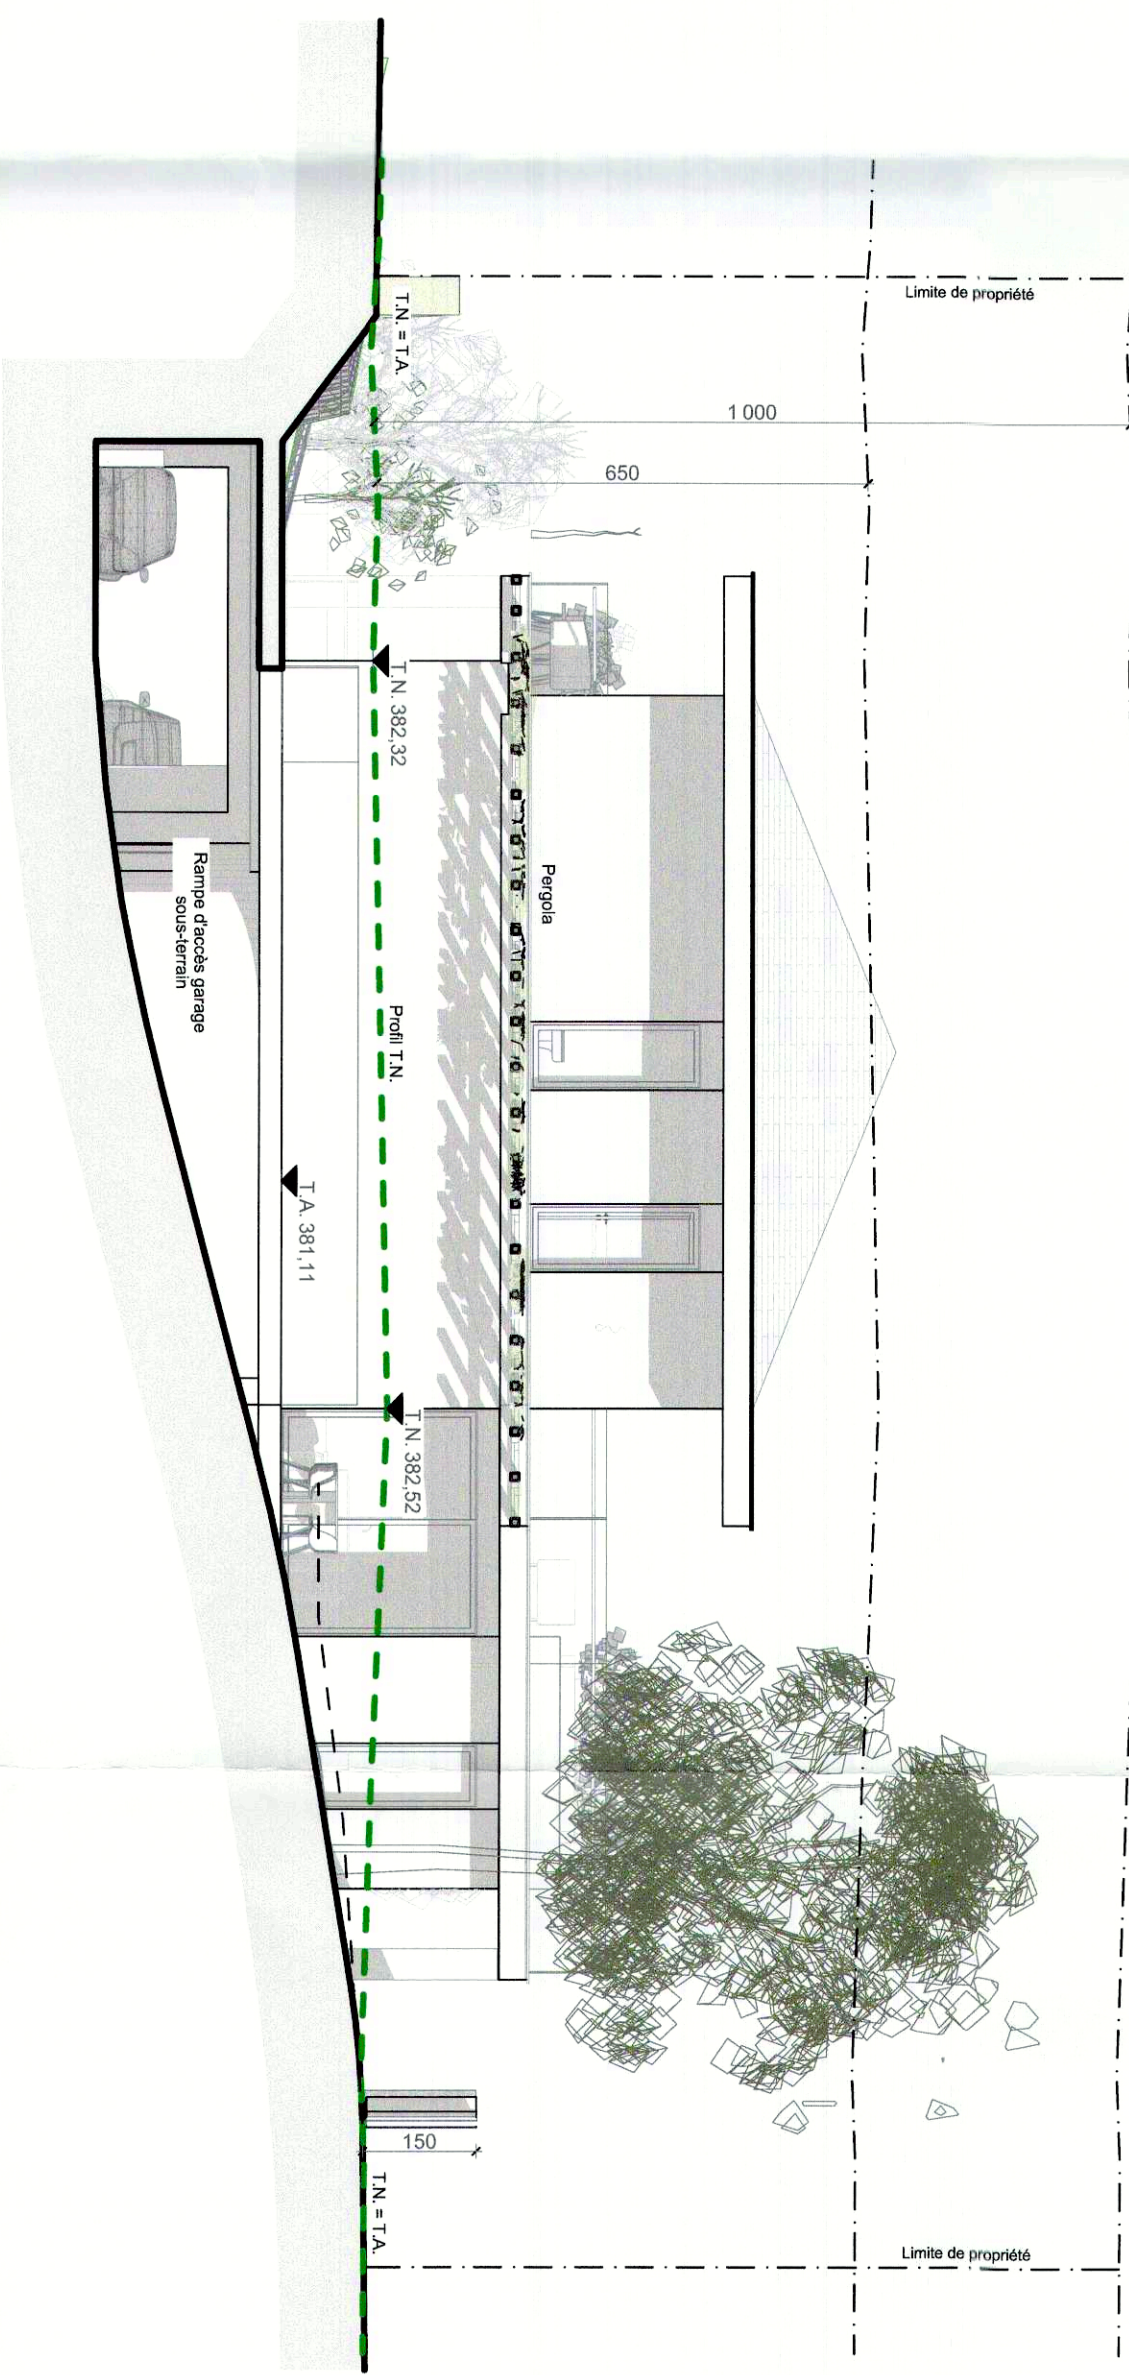 Limite de propriété
T.N. = T.A.
1 000
650
T.N. 382,32
Pergola
Rampe d'accès garage
sous-terrain
Profil T.N.
T.A. 381,11
T.N. 382,52
150
T.N. = T.A.
Limite de propriété